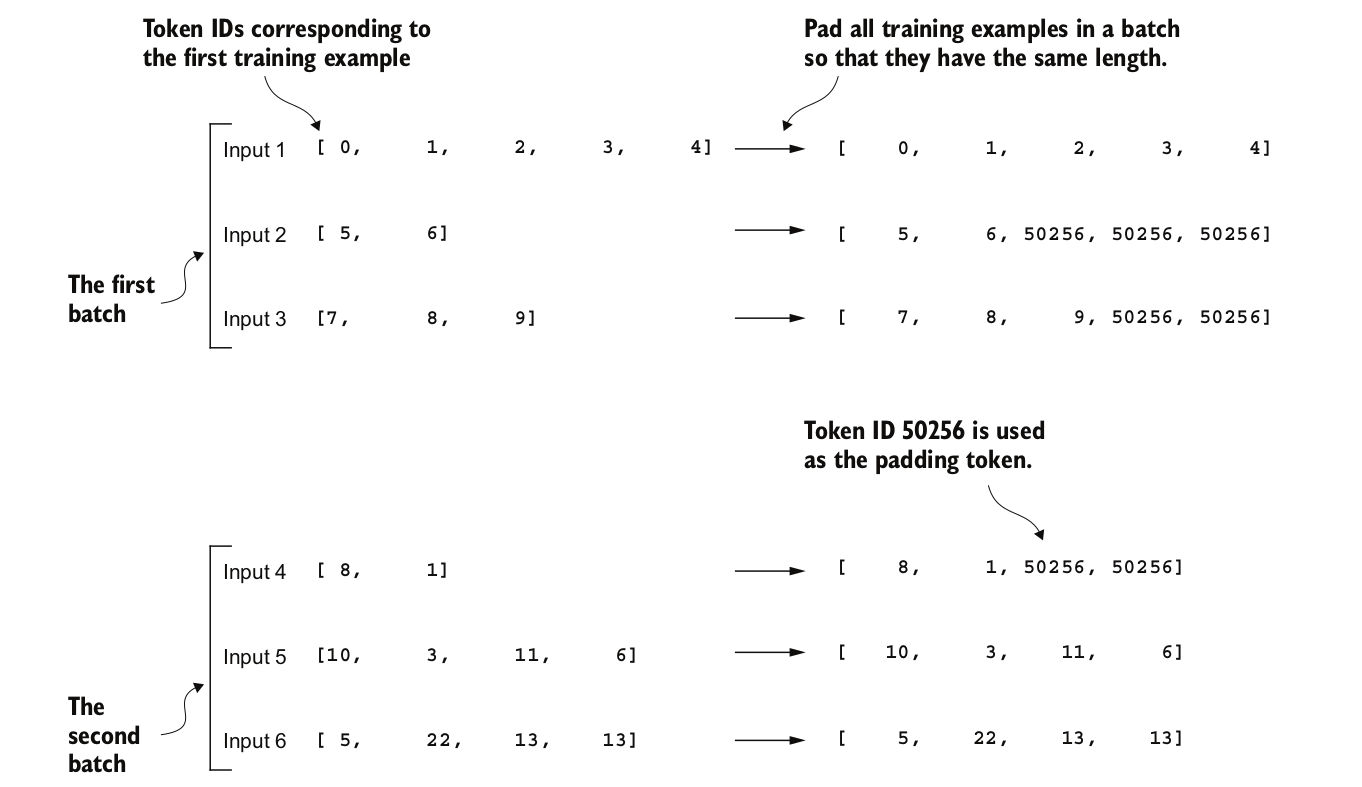 Token IDs corresponding to
the first training example
Pad all training examples in a batch
so that they have the same length.
Input 1 [ 0, 1, 2, 3, 4] [ 0, 1, 2, 3, 4]
Input 2 [ 5, 6] [ 5, 6, 50256, 50256, 50256]
The first
batch
Input 3 [7, 8, 9] [ 7, 8, 9, 50256, 50256]
Token ID 50256 is used
as the padding token.
Input 4 [ 8, 1] [ 8, 1, 50256, 50256]
Input 5 [10, 3, 11, 6] [ 10, 3, 11, 6]
The
second
batch
Input 6 [ 5, 22, 13, 13] [ 5, 22, 13, 13]